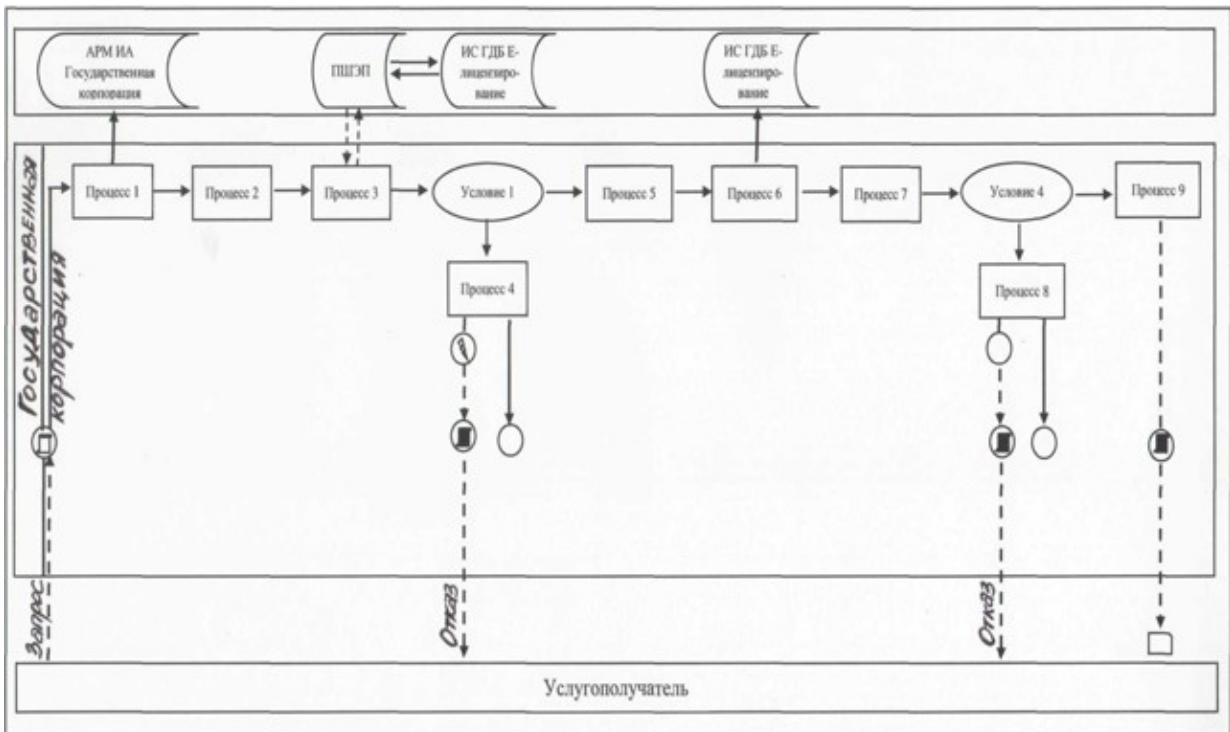 АРМ ИА
Государственная
корпорация
ПШЭП
ИС ГДБ Е-
лицензиро-
вание
ИС ГДБ Е-
лицензиро-
вание
Государственная
корпорация
Процесс 1
Процесс 2
Процесс 3
Условие 1
Процесс 5
Процесс 6
Процесс 7
Условие 4
Процесс 9
Процесс 4
Процесс 8
Запрос
Отказ
Отказ
Услугополучатель